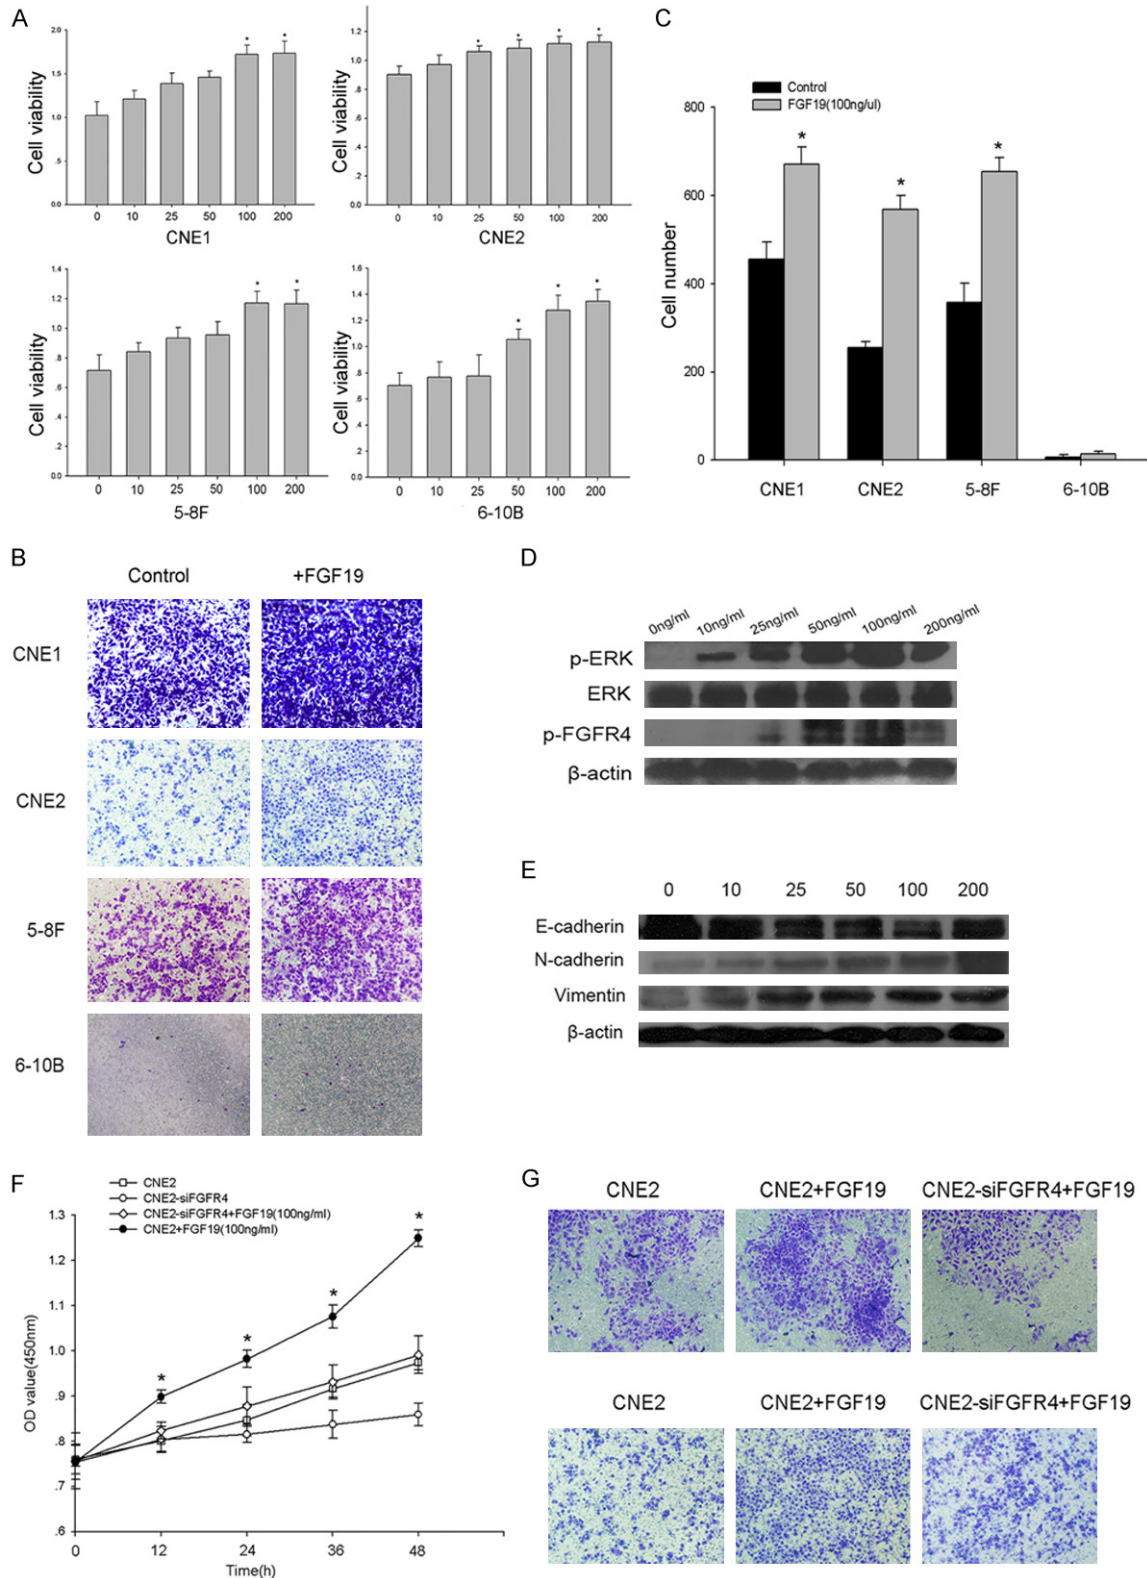 A
Cell viability
2.0
1.5
1.0
.5
0.0
0 10 25 50 100 200
CNE1
* *
Cell viability
1.4
1.2
1.0
.8
.6
.4
.2
0.0
0 10 25 50 100 200
CNE2
* * * *
Cell viability
1.4
1.2
1.0
.8
.6
.4
.2
0.0
0 10 25 50 100 200
5-8F
* *
Cell viability
1.6
1.4
1.2
1.0
.8
.6
.4
.2
0.0
0 10 25 50 100 200
6-10B
* * *
C
Control
FGF19(100ng/ul)
Cell number
800
600
400
200
0
* * *
CNE1 CNE2 5-8F 6-10B
B
Control +FGF19
CNE1
CNE2
5-8F
6-10B
D
0ng/ml 10ng/ml 25ng/ml 50ng/ml 100ng/ml 200ng/ml
p-ERK
ERK
p-FGFR4
β-actin
E
0 10 25 50 100 200
E-cadherin
N-cadherin
Vimentin
β-actin
F
CNE2
CNE2-siFGFR4
CNE2-siFGFR4+FGF19(100ng/ml)
CNE2+FGF19(100ng/ml)
OD value(450nm)
1.3
1.2
1.1
1.0
.9
.8
.7
.6
* * * *
0 12 24 36 48
Time(h)
G
CNE2 CNE2+FGF19 CNE2-siFGFR4+FGF19
CNE2 CNE2+FGF19 CNE2-siFGFR4+FGF19